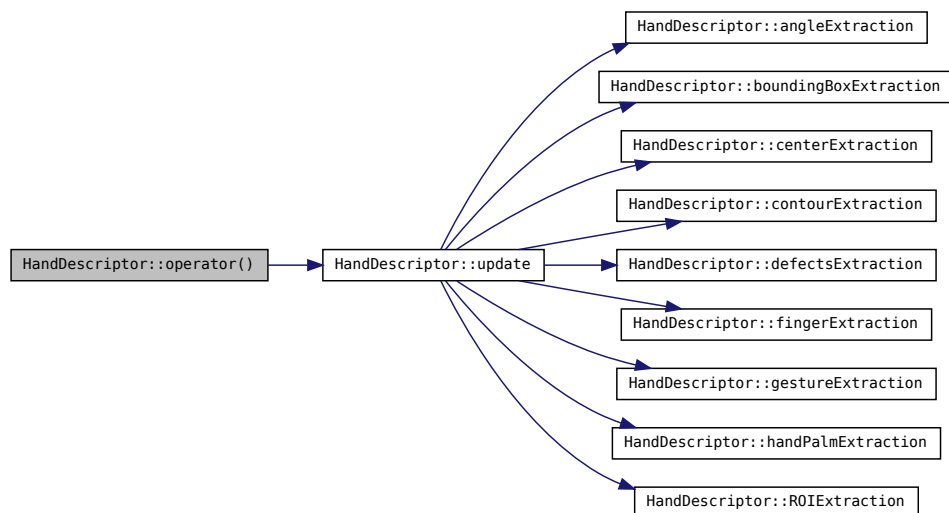 HandDescriptor::angleExtraction
HandDescriptor::boundingBoxExtraction
HandDescriptor::centerExtraction
HandDescriptor::contourExtraction
HandDescriptor::operator()
HandDescriptor::update
HandDescriptor::defectsExtraction
HandDescriptor::fingerExtraction
HandDescriptor::gestureExtraction
HandDescriptor::handPalmExtraction
HandDescriptor::ROIExtraction